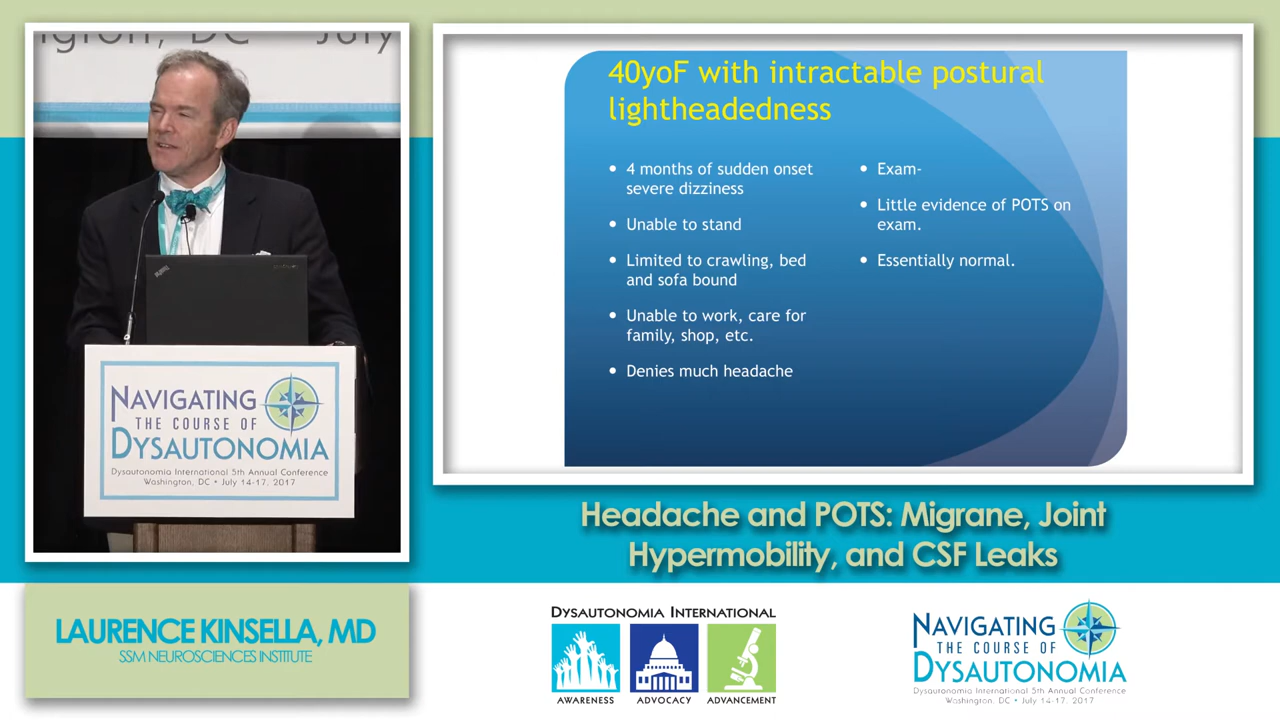 ngton, DC July
40yoF with intractable postural
lightheadedness
• 4 months of sudden onset
severe dizziness
• Unable to stand
• Limited to crawling, bed
and sofa bound
• Unable to work, care for
family, shop, etc.
• Denies much headache
• Exam-
• Little evidence of POTS on
exam.
• Essentially normal.
ThinkPad
NAVIGATING
THE COURSE OF
DYSAUTONOMIA
Dysautonomia International 5th Annual Conference
Washington, DC • July 14-17, 2017
Headache and POTS: Migrane, Joint
Hypermobility, and CSF Leaks
LAURENCE KINSELLA, MD
SSM NEUROSCIENCES INSTITUTE
DYSAUTONOMIA INTERNATIONAL
AWARENESS ADVOCACY ADVANCEMENT
NAVIGATING
THE COURSE OF
DYSAUTONOMIA
Dysautonomia International 5th Annual Conference
Washington, DC • July 14-17, 2017